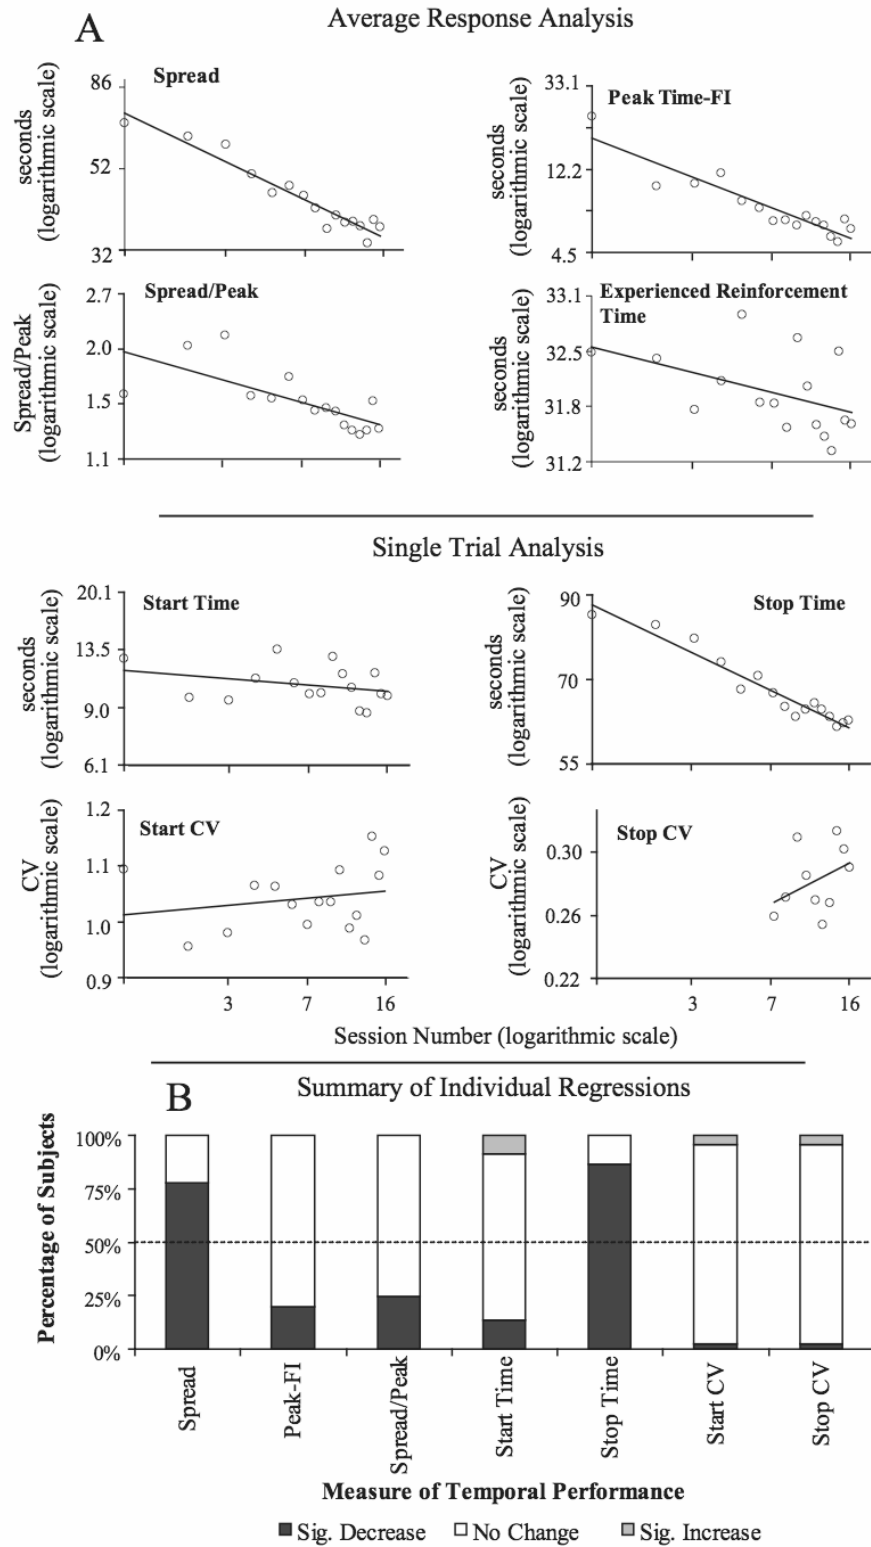 A
Average Response Analysis
Spread
seconds
(logarithmic scale)
86
52
32
Peak Time-FI
seconds
(logarithmic scale)
33.1
12.2
4.5
Spread/Peak
Spread/Peak
(logarithmic scale)
2.7
2.0
1.5
1.1
Experienced Reinforcement
Time
seconds
(logarithmic scale)
33.1
32.5
31.8
31.2
Single Trial Analysis
Start Time
seconds
(logarithmic scale)
20.1
13.5
9.0
6.1
Stop Time
seconds
(logarithmic scale)
90
70
55
Start CV
CV
(logarithmic scale)
1.2
1.1
1.0
0.9
3 7 16
Stop CV
CV
(logarithmic scale)
0.30
0.26
0.22
3 7 16
Session Number (logarithmic scale)
B
Summary of Individual Regressions
Percentage of Subjects
100%
75%
50%
25%
0%
Spread
Peak-FI
Spread/Peak
Start Time
Stop Time
Start CV
Stop CV
Measure of Temporal Performance
Sig. Decrease No Change Sig. Increase